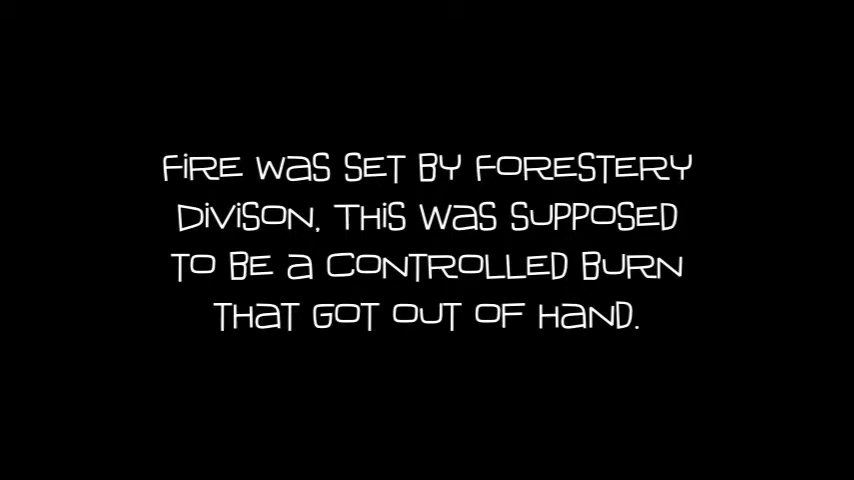 FiRE Was SET BY FORESTERY
DiViSON, THiS Was SUPPOSED
TO BE a CONTROLLED BURN
THaT GOT OUT OF HaND.